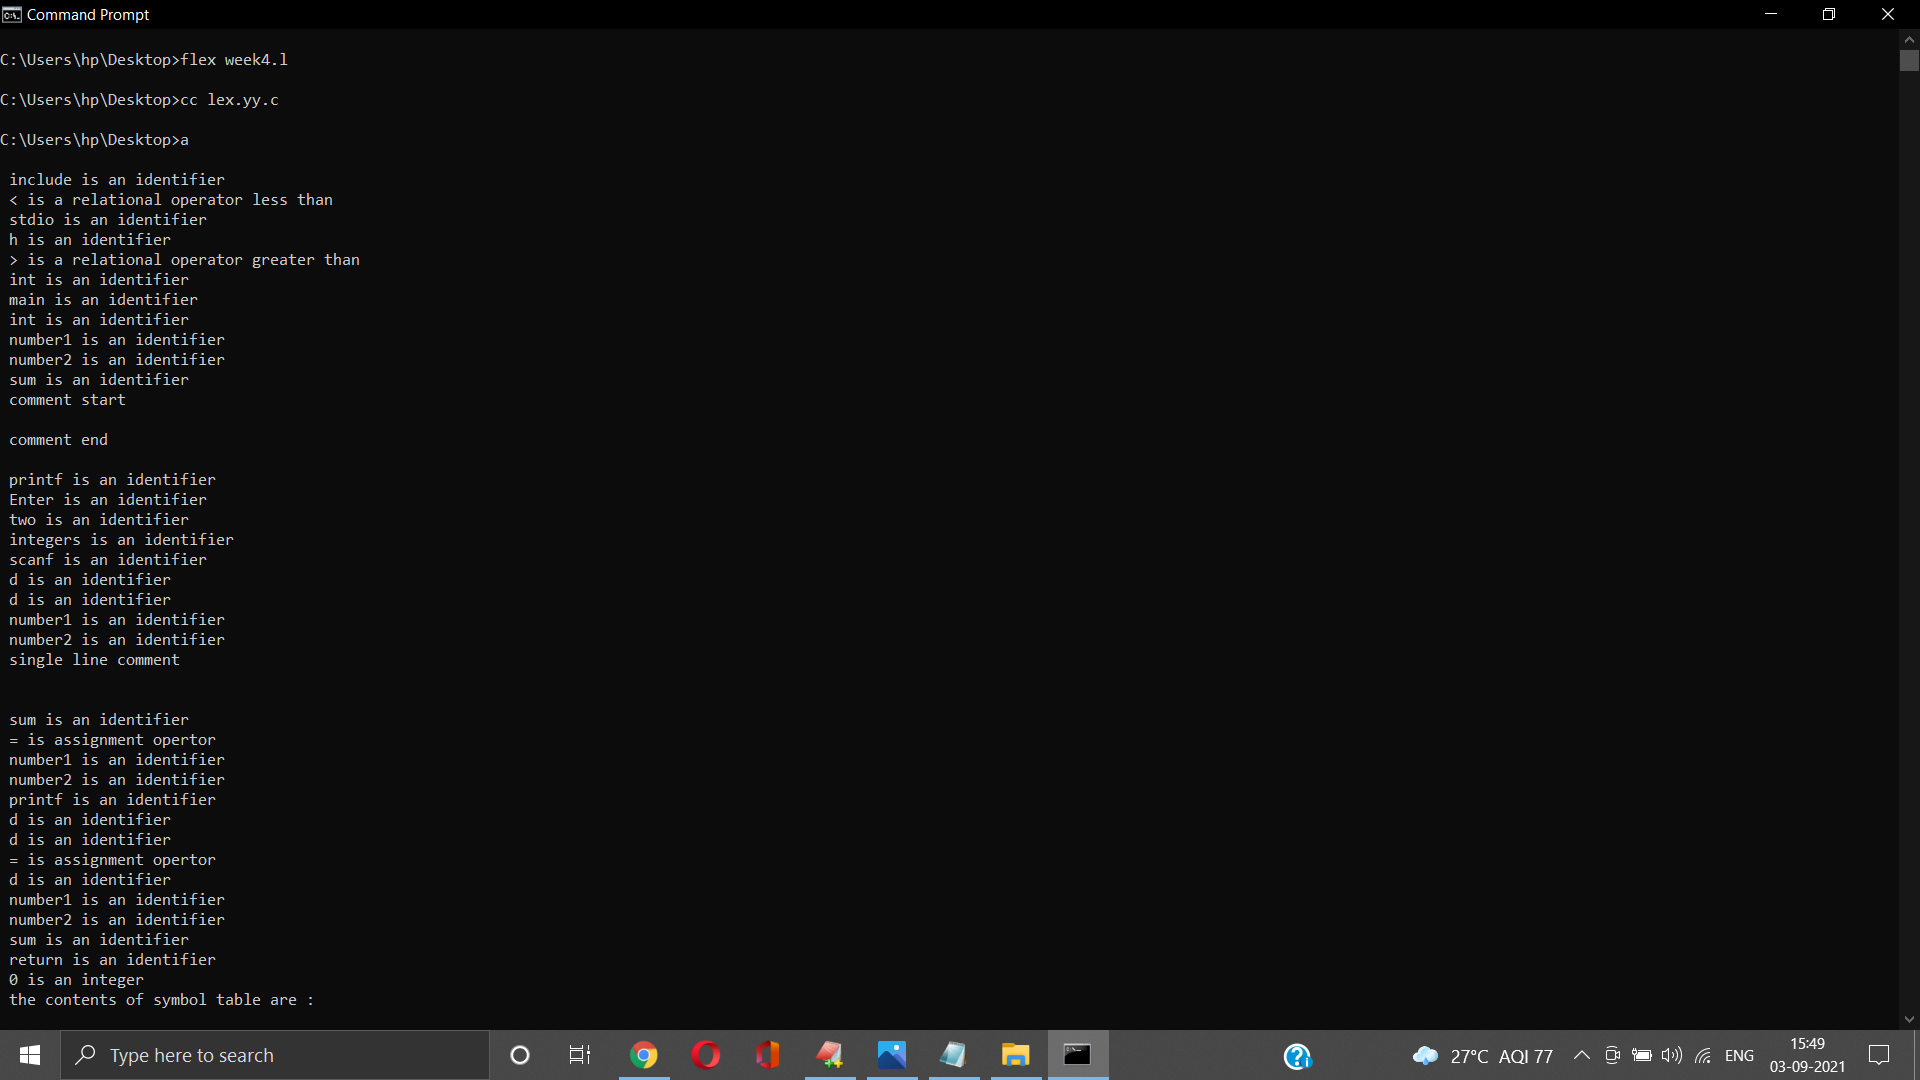 Command Prompt
C:\Users\hp\Desktop>flex week4.l
C:\Users\hp\Desktop>cc lex.yy.c
C:\Users\hp\Desktop>a
include is an identifier
< is a relational operator less than
stdio is an identifier
h is an identifier
> is a relational operator greater than
int is an identifier
main is an identifier
int is an identifier
number1 is an identifier
number2 is an identifier
sum is an identifier
comment start
comment end
printf is an identifier
Enter is an identifier
two is an identifier
integers is an identifier
scanf is an identifier
d is an identifier
d is an identifier
number1 is an identifier
number2 is an identifier
single line comment
sum is an identifier
= is assignment opertor
number1 is an identifier
number2 is an identifier
printf is an identifier
d is an identifier
d is an identifier
= is assignment opertor
d is an identifier
number1 is an identifier
number2 is an identifier
sum is an identifier
return is an identifier
0 is an integer
the contents of symbol table are :
Type here to search
27°C AQI 77
ENG
15:49
03-09-2021